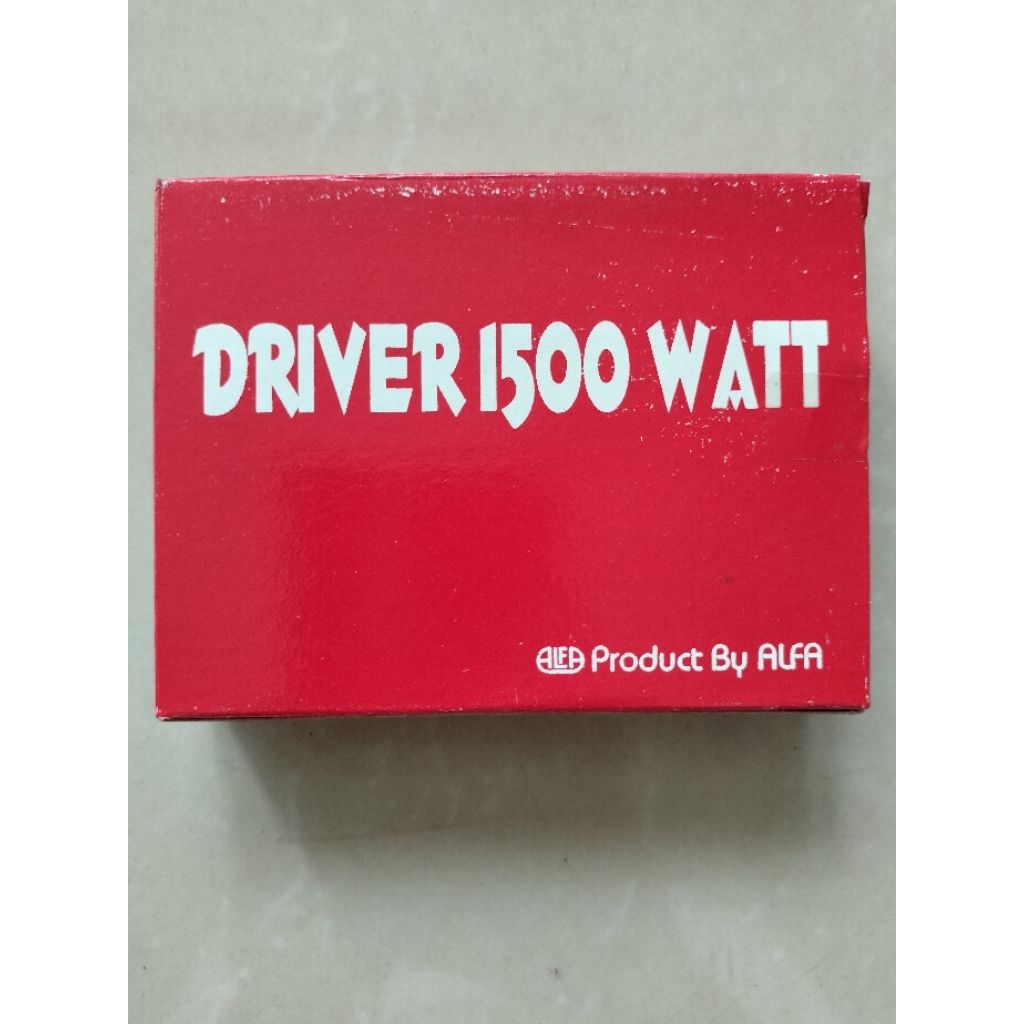 DRIVER 1500 WATT
ALFA Product By ALFA